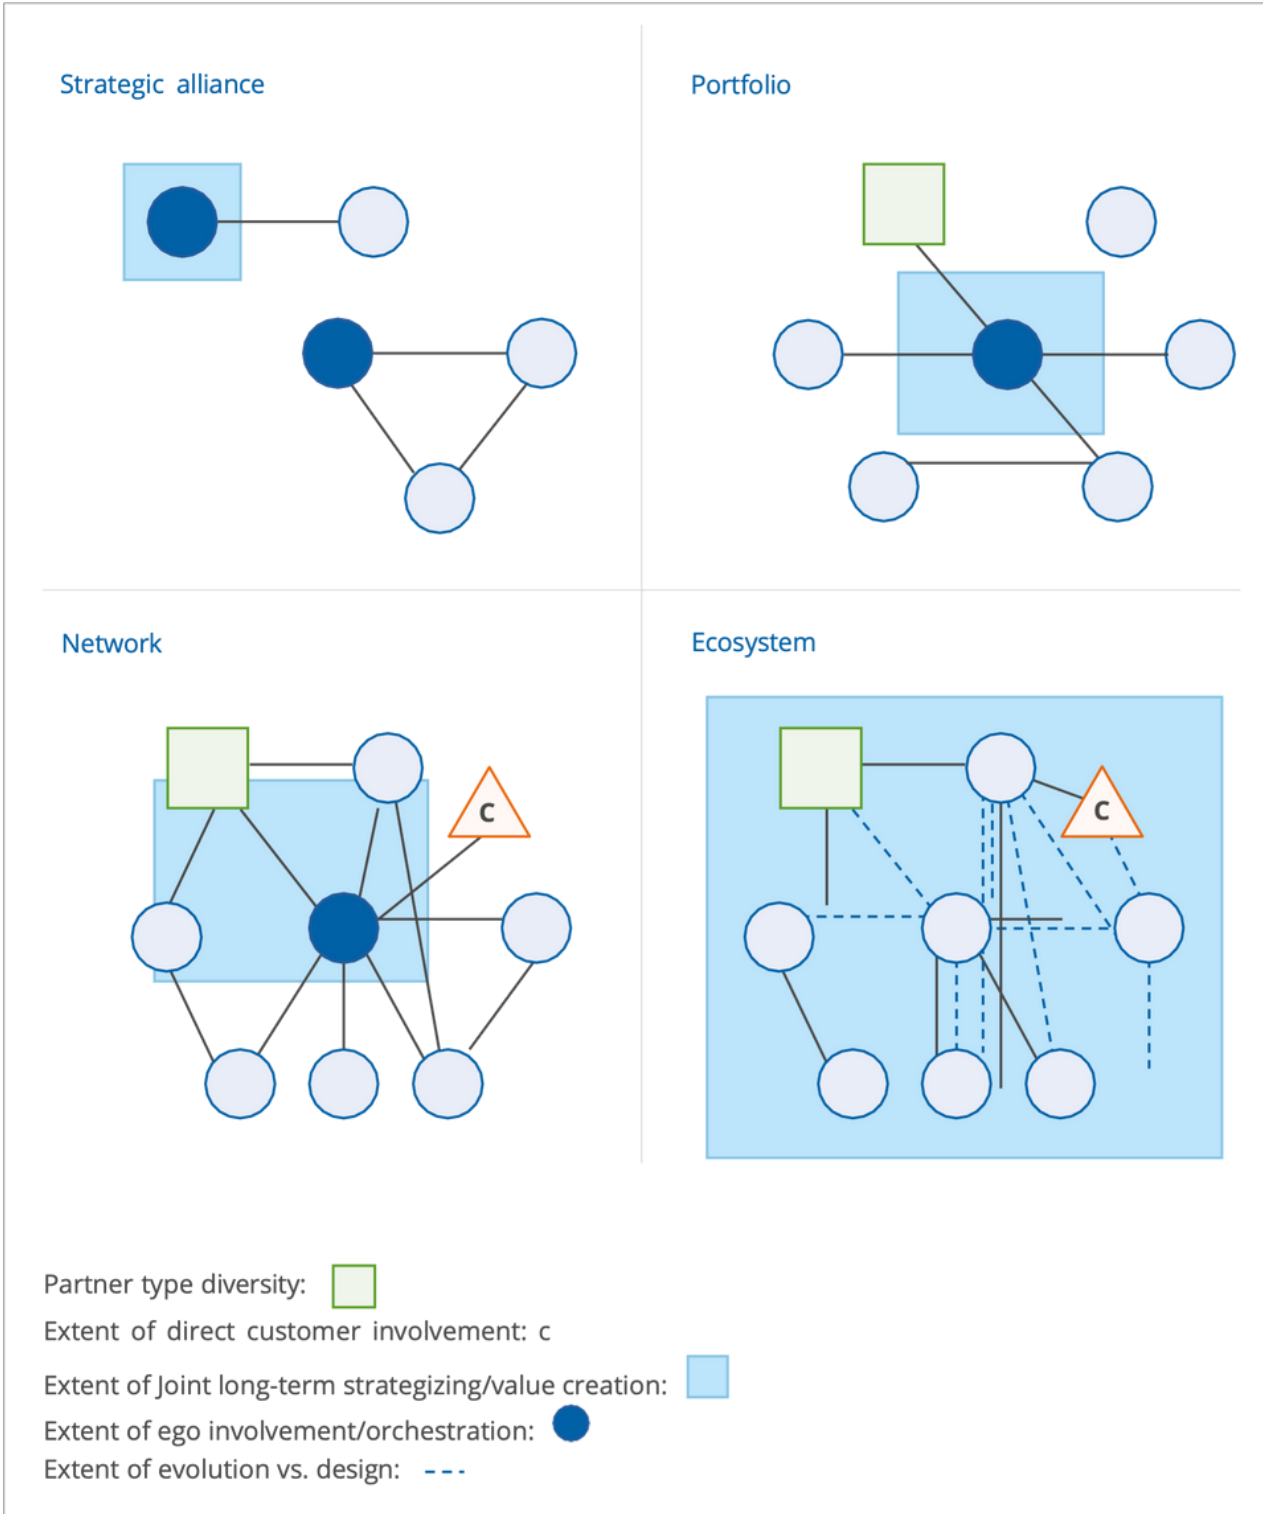 Strategic alliance
Portfolio
Network
Ecosystem
C
C
Partner type diversity:
Extent of direct customer involvement: c
Extent of Joint long-term strategizing/value creation:
Extent of ego involvement/orchestration:
Extent of evolution vs. design: